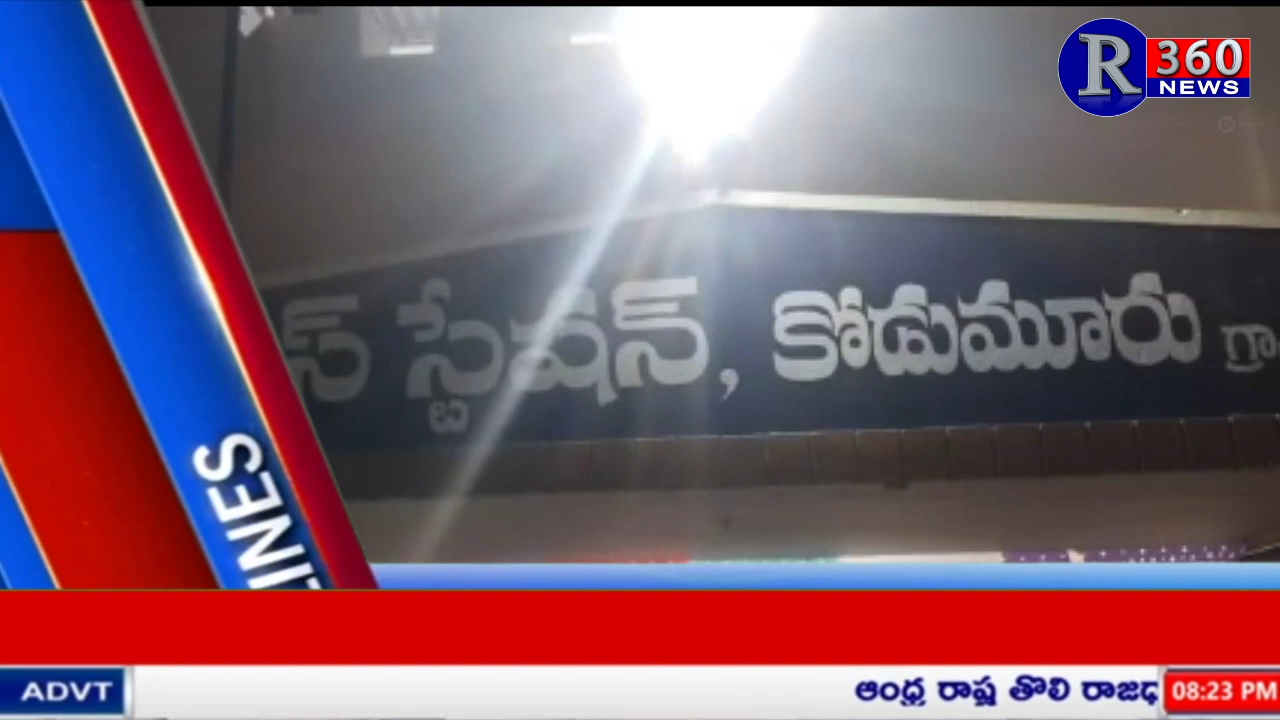 R 360
NEWS
స్ స్టేషన్, కోడుమూరు గ్రా
INES
ADVT
ఆంధ్ర రాష్ట్ర తొలి రాజధ
08:23 PM